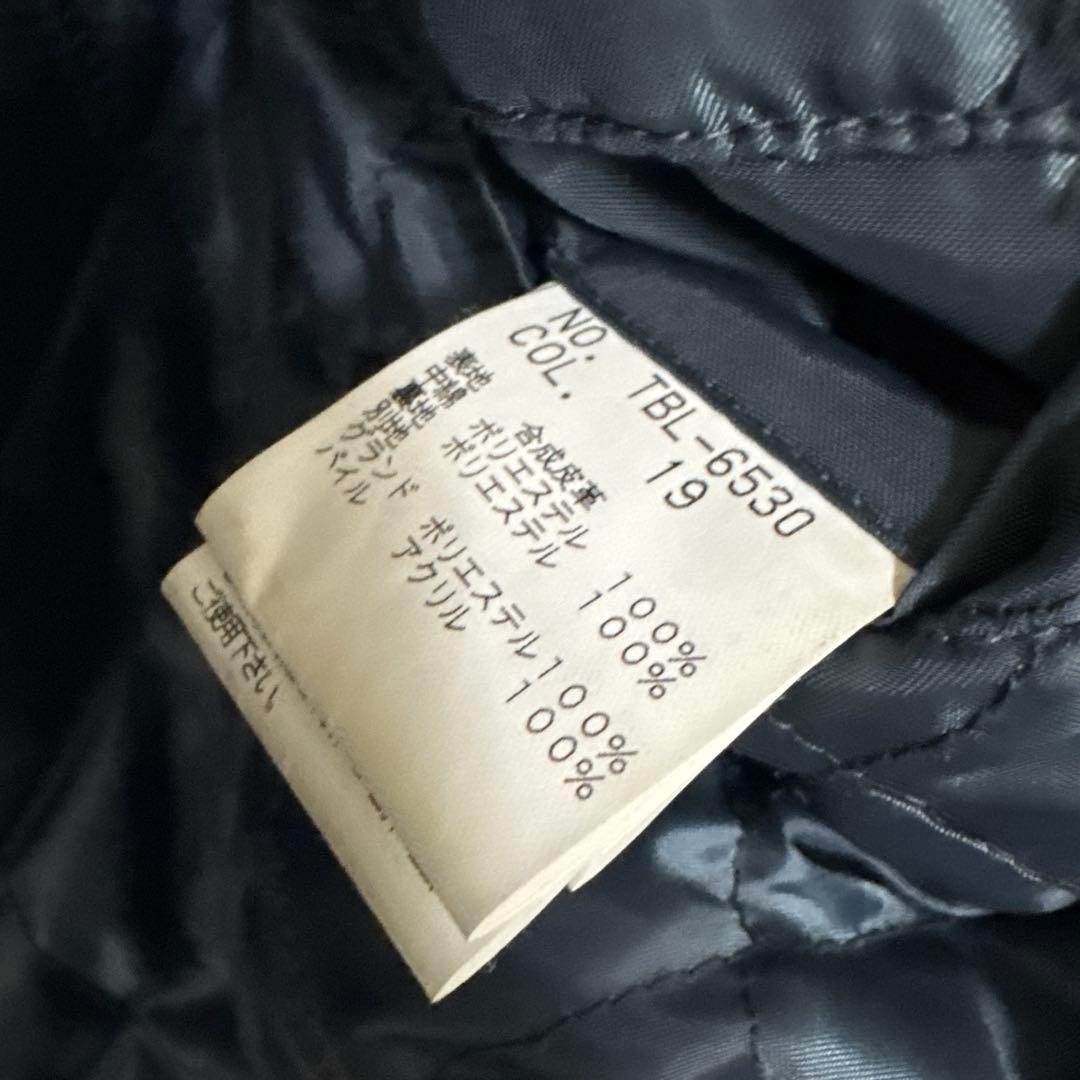 NO. TBL-6530
COL. 19
表地 合成皮革
中綿 ポリエステル 100%
裏地 ポリエステル 100%
別地
グランド ポリエステル 100%
パイル アクリル 100%
ご使用下さい。